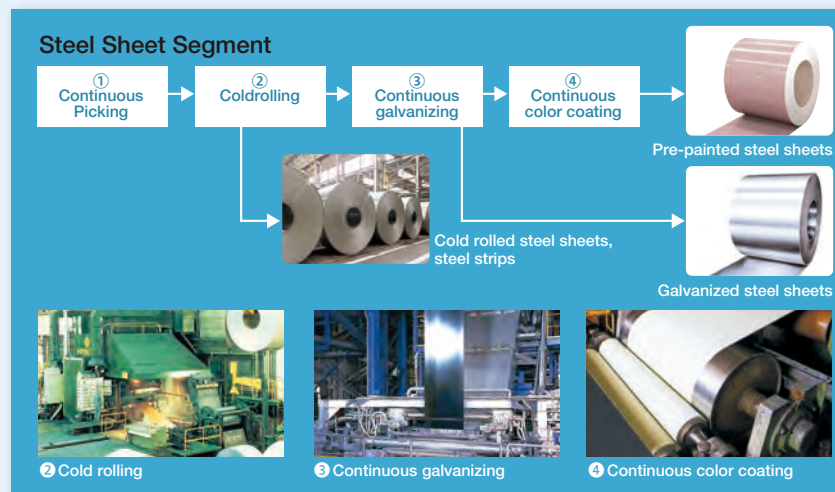 Steel Sheet Segment
①
Continuous
Picking
②
Coldrolling
③
Continuous
galvanizing
④
Continuous
color coating
Pre-painted steel sheets
Cold rolled steel sheets,
steel strips
Galvanized steel sheets
❷ Cold rolling
❸ Continuous galvanizing
❹ Continuous color coating